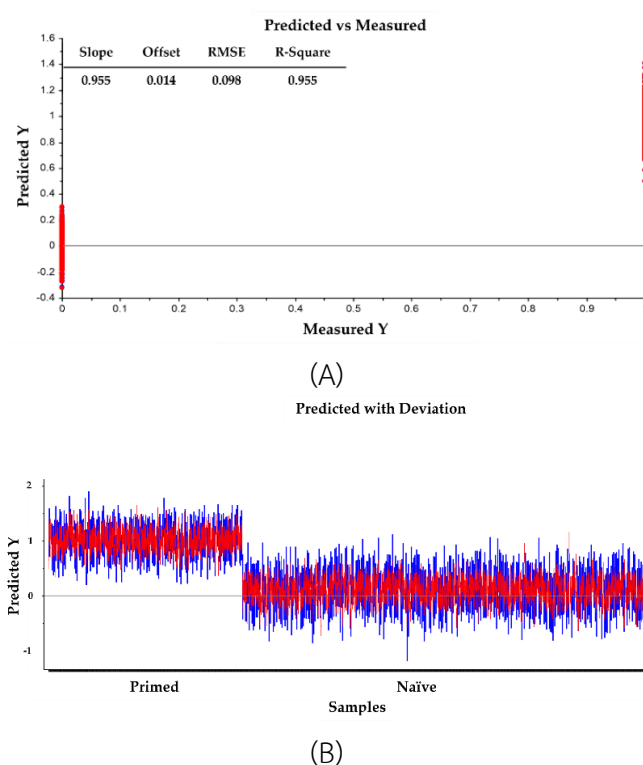 Predicted vs Measured
1.6
Slope Offset RMSE R-Square
1.4
1.2
0.955 0.014 0.098 0.955
1
0.8
0.6
0.4
0.2
0
-0.2
-0.4
Predicted Y
0 0.1 0.2 0.3 0.4 0.5 0.6 0.7 0.8 0.9
Measured Y
(A)
Predicted with Deviation
2
1
0
-1
Predicted Y
Primed Naïve
Samples
(B)